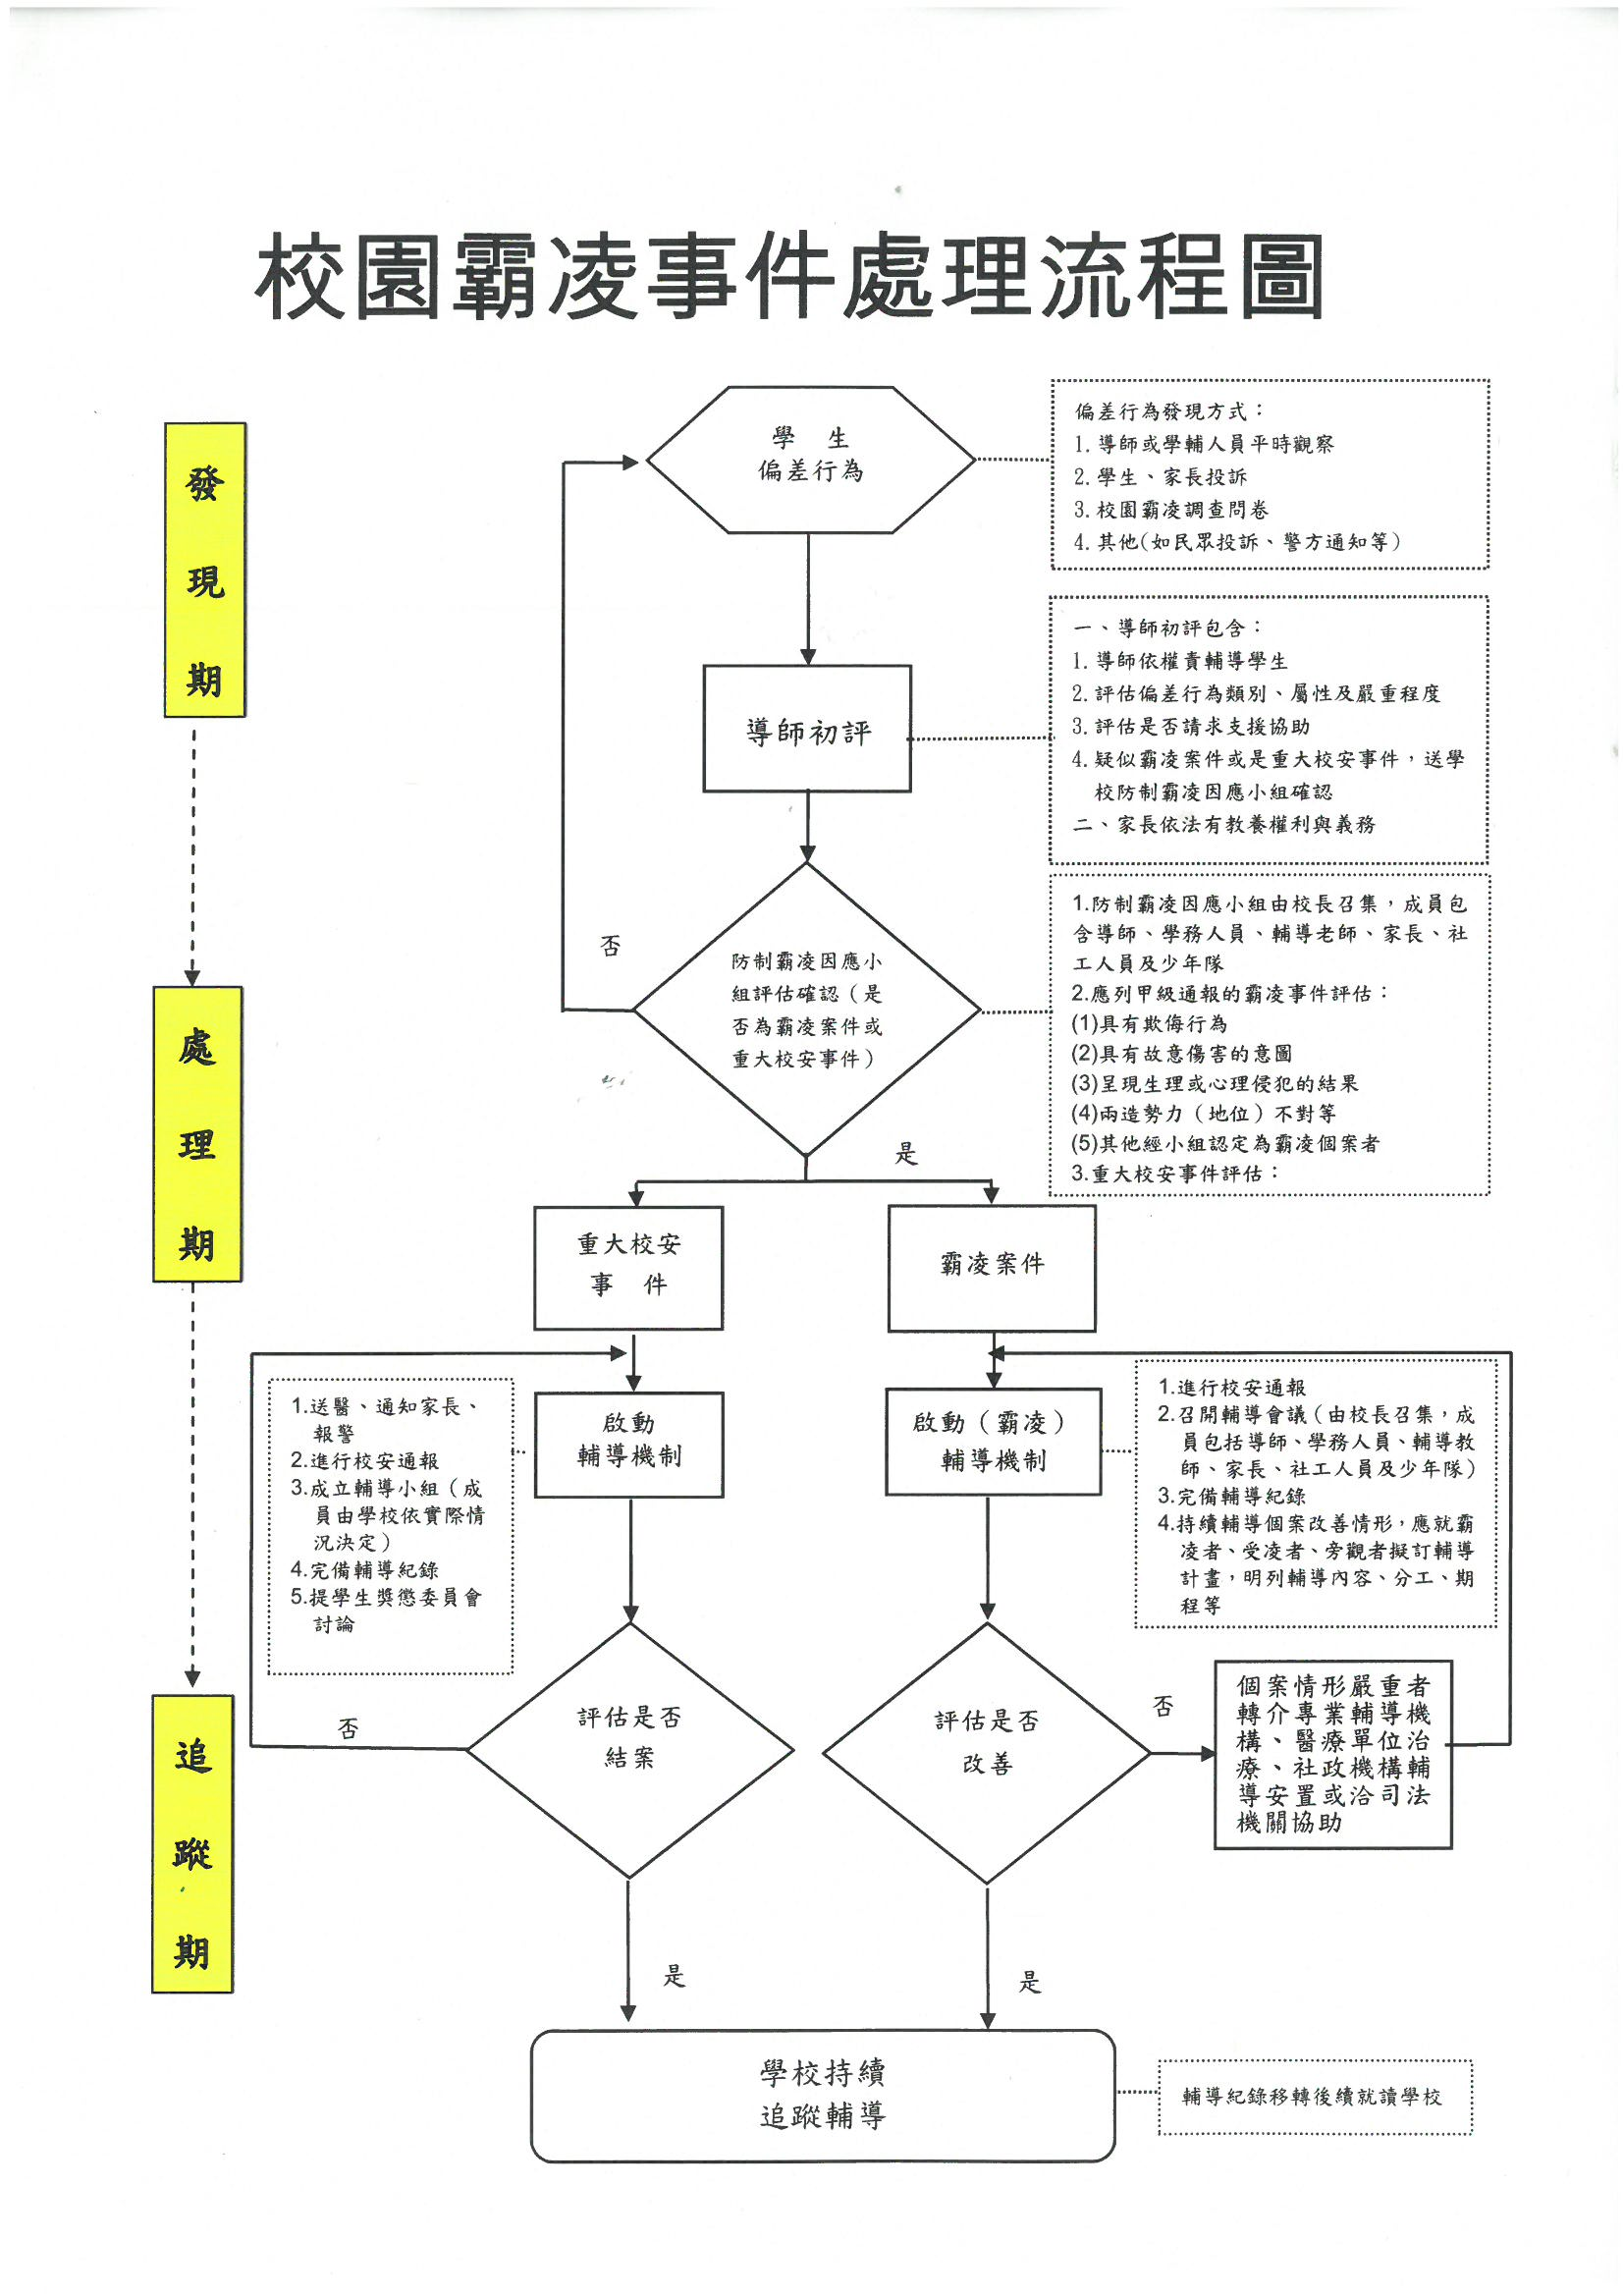 校園霸凌事件處理流程圖
發
現
期
處
理
期
追
蹤
期
學 生
偏差行為
偏差行為發現方式：
1. 導師或學輔人員平時觀察
2. 學生、家長投訴
3. 校園霸凌調查問卷
4. 其他(如民眾投訴、警方通知等)
導師初評
一、導師初評包含：
1. 導師依權責輔導學生
2. 評估偏差行為類別、屬性及嚴重程度
3. 評估是否請求支援協助
4. 疑似霸凌案件或是重大校安事件，送學
校防制霸凌因應小組確認
二、家長依法有教養權利與義務
否
防制霸凌因應小
組評估確認（是
否為霸凌案件或
重大校安事件）
1.防制霸凌因應小組由校長召集，成員包
含導師、學務人員、輔導老師、家長、社
工人員及少年隊
2.應列甲級通報的霸凌事件評估：
(1)具有欺侮行為
(2)具有故意傷害的意圖
(3)呈現生理或心理侵犯的結果
(4)兩造勢力（地位）不對等
(5)其他經小組認定為霸凌個案者
3.重大校安事件評估：
是
重大校安
事 件
霸凌案件
1.送醫、通知家長、
報警
2.進行校安通報
3.成立輔導小組（成
員由學校依實際情
況決定）
4.完備輔導紀錄
5.提學生獎懲委員會
討論
啟動
輔導機制
啟動（霸凌）
輔導機制
1.進行校安通報
2.召開輔導會議（由校長召集，成
員包括導師、學務人員、輔導教
師、家長、社工人員及少年隊）
3.完備輔導紀錄
4.持續輔導個案改善情形，應就霸
凌者、受凌者、旁觀者擬訂輔導
計畫，明列輔導內容、分工、期
程等
否
評估是否
結案
評估是否
改善
否
個案情形嚴重者
轉介專業輔導機
構、醫療單位治
療、社政機構輔
導安置或洽司法
機關協助
是
是
學校持續
追蹤輔導
輔導紀錄移轉後續就讀學校